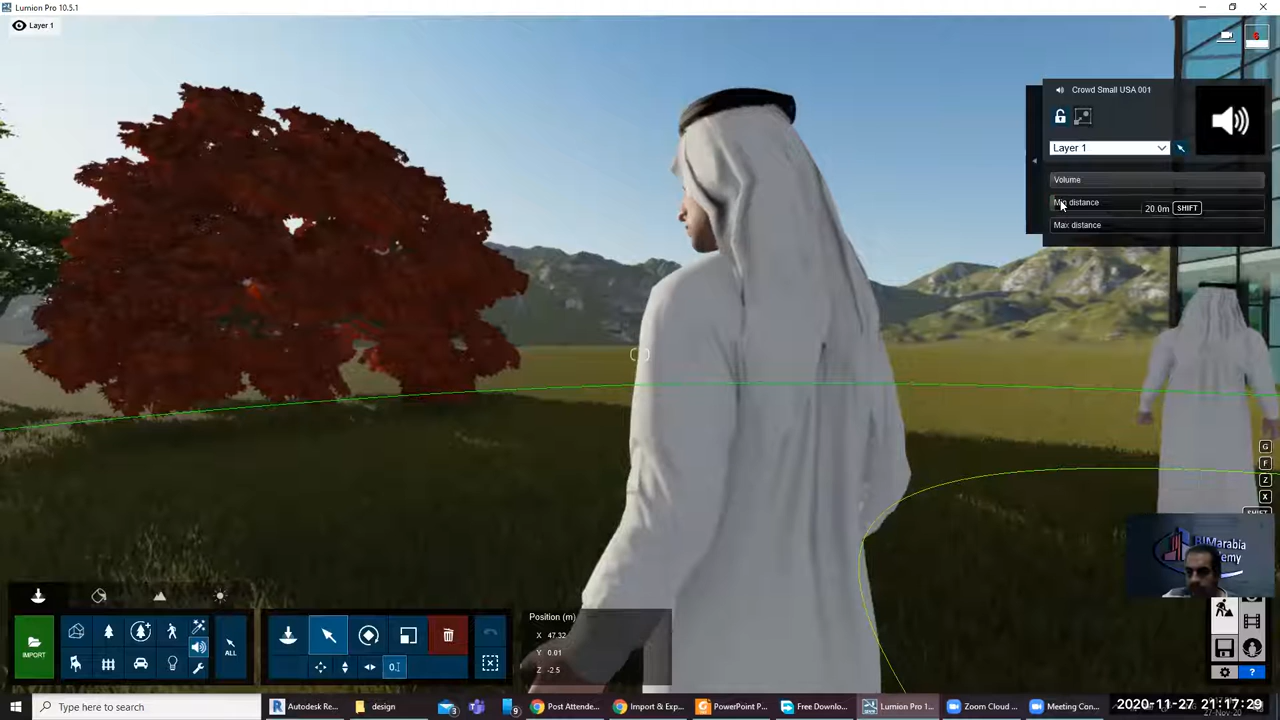 Lumion Pro 10.5.1
Layer 1
Crowd Small USA 001
Layer 1
Volume
Min distance
20.0m SHIFT
Max distance
G
F
Z
X
SHIFT
BIMarabia
Position (m)
X 47.32
Y 0.01
Z -2.5
IMPORT
ALL
?
Type here to search
Autodesk Re...
design
3
9
Post Attende...
Import & Exp...
PowerPoint P...
Free Downlo...
Lumion Pro 1...
Zoom Cloud ...
Meeting Con...
2020-11-27 21:17:29